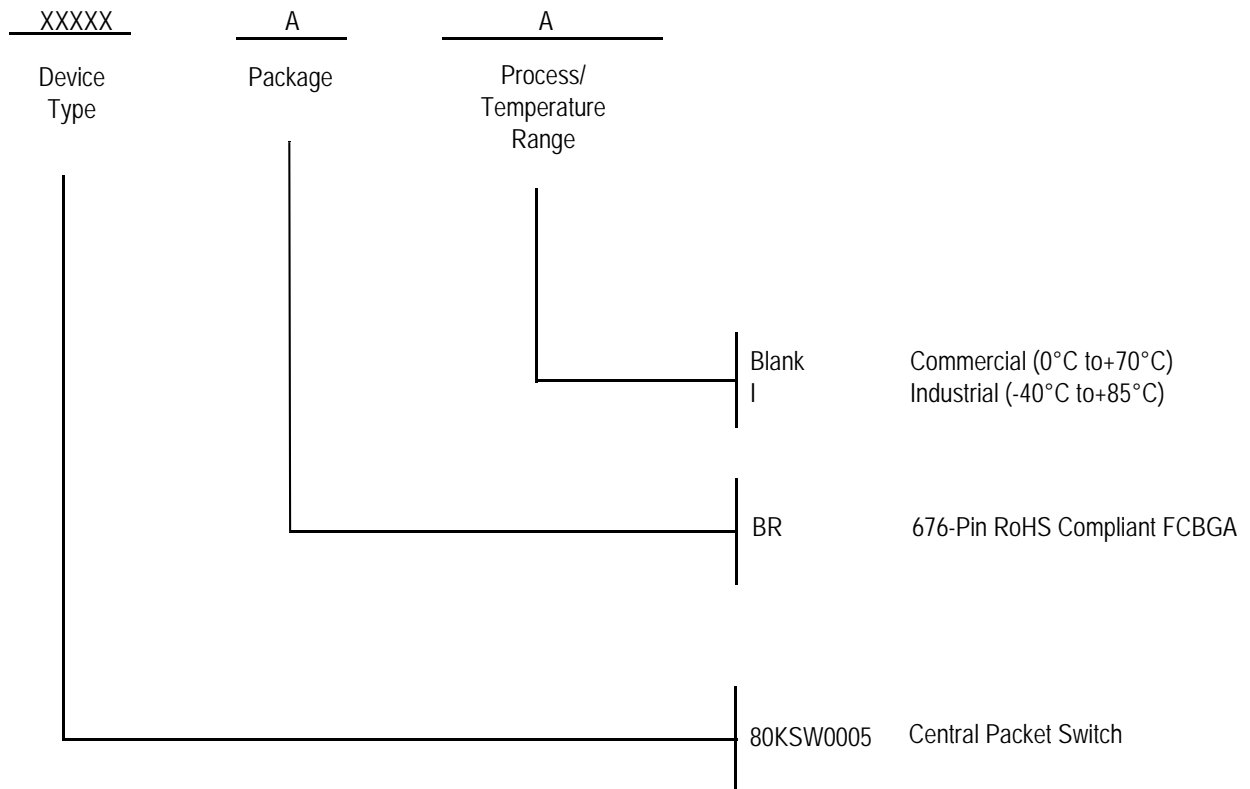 XXXXX A A
Device
Type
Package
Process/
Temperature
Range
Blank Commercial (0°C to+70°C)
I Industrial (-40°C to+85°C)
BR 676-Pin RoHS Compliant FCBGA
80KSW0005 Central Packet Switch